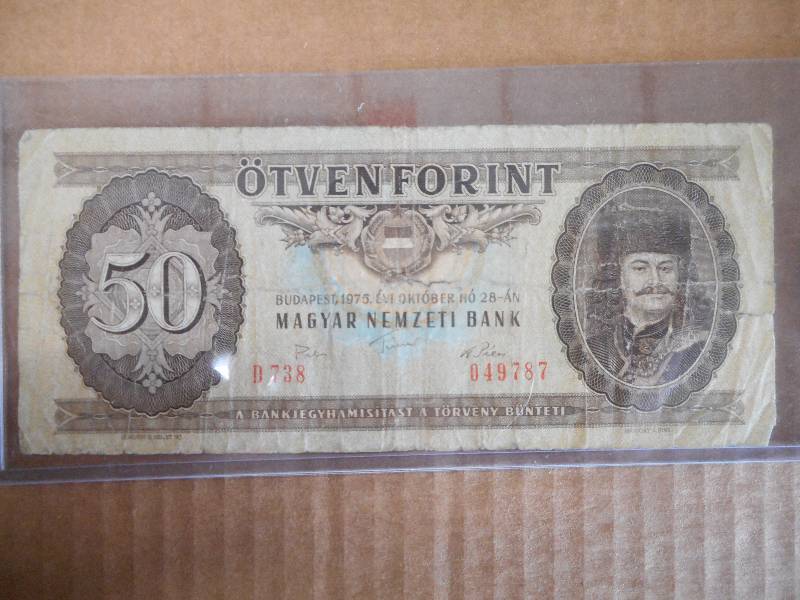 ÖTVEN FORINT
50
BUDAPEST, 1975. ÉVI OKTÓBER HÓ 28-ÁN
MAGYAR NEMZETI BANK
D 738 049787
A BANKJEGYHAMISÍTÁST A TÖRVÉNY BÜNTETI